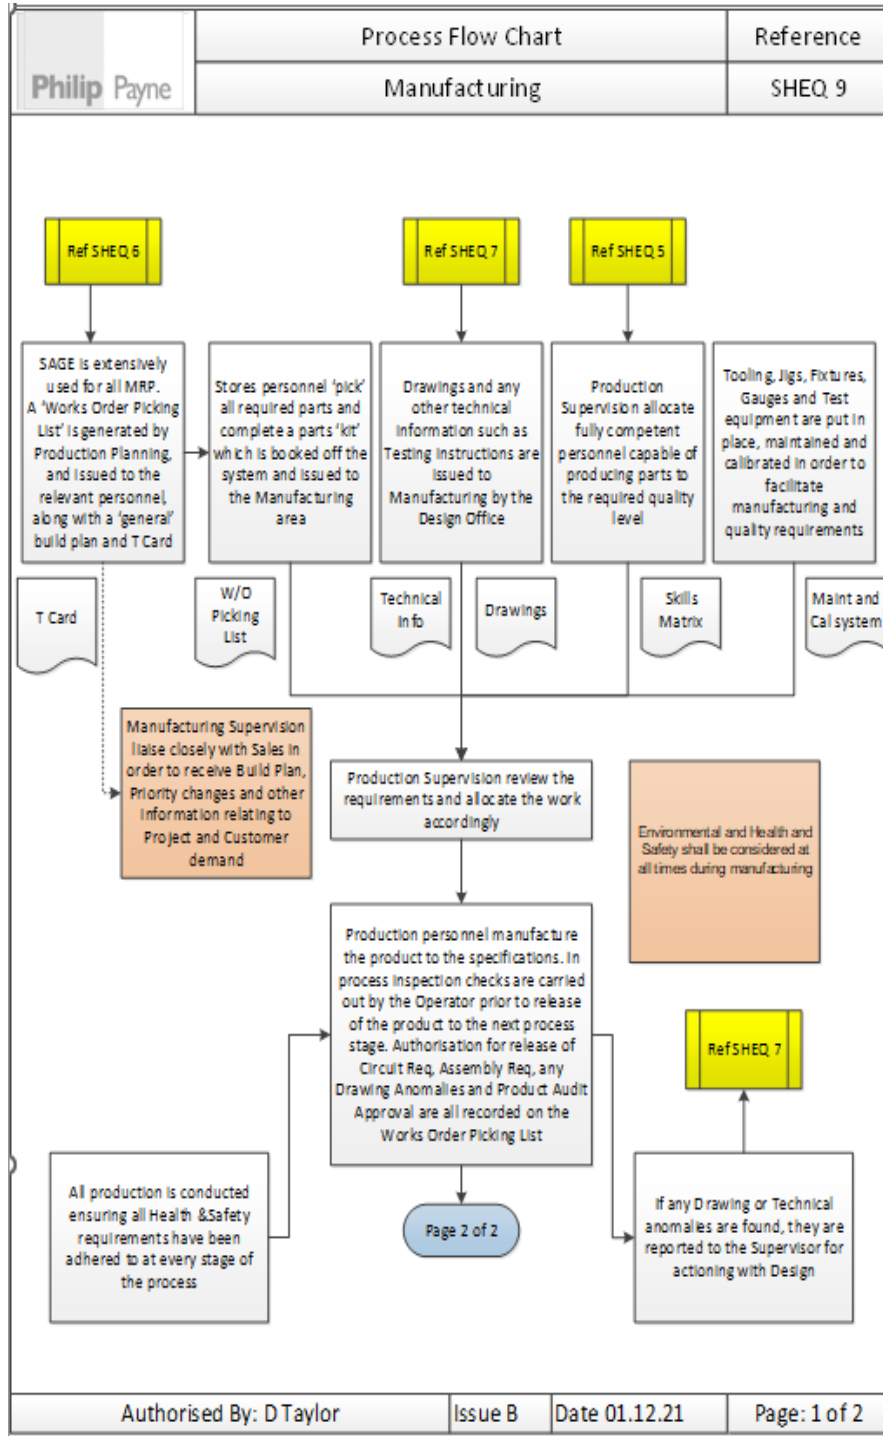 Philip Payne
Process Flow Chart
Reference
Manufacturing
SHEQ 9
Ref SHEQ 6
Ref SHEQ 7
Ref SHEQ 5
SAGE is extensively
used for all MRP.
A ‘Works Order Picking
List’ is generated by
Production Planning,
and issued to the
relevant personnel,
along with a ‘general’
build plan and T Card
Stores personnel ‘pick’
all required parts and
complete a parts ‘kit’
which is booked off the
system and issued to
the Manufacturing
area
Drawings and any
other technical
information such as
Testing Instructions are
issued to
Manufacturing by the
Design Office
Production
Supervision allocate
fully competent
personnel capable of
producing parts to
the required quality
level
Tooling, Jigs, Fixtures,
Gauges and Test
equipment are put in
place, maintained and
calibrated in order to
facilitate
manufacturing and
quality requirements
T Card
W/O
Picking
List
Technical
Info
Drawings
Skills
Matrix
Maint and
Cal system
Manufacturing Supervision
liaise closely with Sales in
order to receive Build Plan,
Priority changes and other
information relating to
Project and Customer
demand
Production Supervision review the
requirements and allocate the work
accordingly
Environmental and Health and
Safety shall be considered at
all times during manufacturing
Production personnel manufacture
the product to the specifications. In
process inspection checks are carried
out by the Operator prior to release
of the product to the next process
stage. Authorisation for release of
Circuit Req, Assembly Req, any
Drawing Anomalies and Product Audit
Approval are all recorded on the
Works Order Picking List
Ref SHEQ 7
All production is conducted
ensuring all Health &Safety
requirements have been
adhered to at every stage of
the process
Page 2 of 2
If any Drawing or Technical
anomalies are found, they are
reported to the Supervisor for
actioning with Design
Authorised By: D Taylor
Issue B
Date 01.12.21
Page: 1 of 2